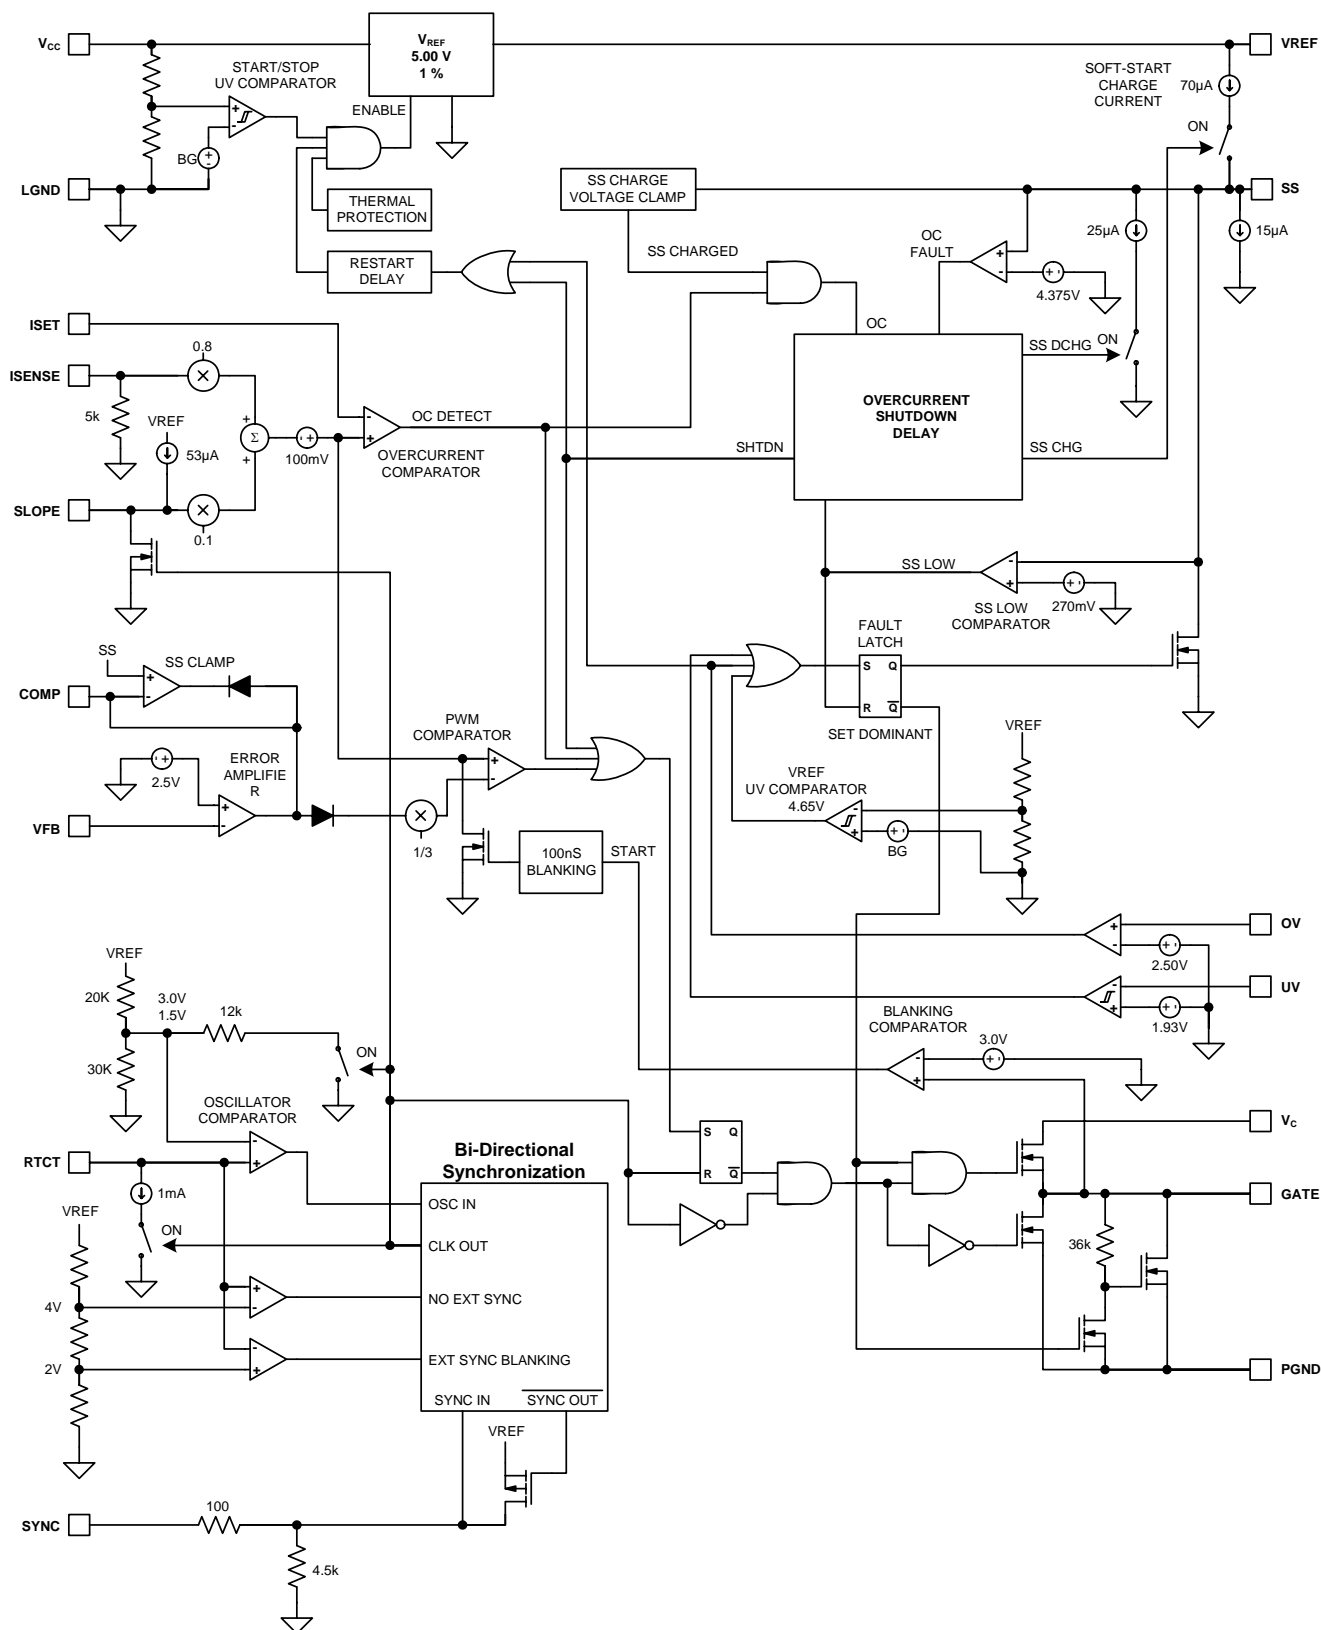 VCC
VREF
5.00 V
1 %
VREF
START/STOP
UV COMPARATOR
ENABLE
SOFT-START
CHARGE
CURRENT
70µA
ON
+
-
BG
+
-
LGND
THERMAL
PROTECTION
SS CHARGE
VOLTAGE CLAMP
SS
RESTART
DELAY
SS CHARGED
OC
FAULT
+
-
+ -
4.375V
25µA
15µA
ISET
OC
SS DCHG
ON
ISENSE
0.8
×
5k
VREF
53µA
+
Σ
+
+
-
100mV
-
+
OC DETECT
OVERCURRENT
COMPARATOR
OVERCURRENT
SHUTDOWN
DELAY
SHTDN
SS CHG
SLOPE
×
0.1
SS LOW
-
+
+ -
270mV
SS LOW
COMPARATOR
FAULT
LATCH
S Q
R Q
SET DOMINANT
SS
SS CLAMP
+
-
COMP
PWM
COMPARATOR
+
-
VREF
2.5V
ERROR
AMPLIFIE
R
+
-
VFB
×
1/3
VREF
UV COMPARATOR
4.65V
-
+
BG
100nS
BLANKING
START
OV
+
-
+ -
2.50V
UV
-
+
+ -
1.93V
VREF
20K
3.0V
1.5V
12k
30K
ON
BLANKING
COMPARATOR
-
+
3.0V
OSCILLATOR
COMPARATOR
-
+
RTCT
1mA
VREF
ON
Bi-Directional
Synchronization
OSC IN
CLK OUT
S Q
R Q
VC
GATE
36k
4V
+
-
NO EXT SYNC
2V
-
+
EXT SYNC BLANKING
PGND
SYNC IN
SYNC OUT
VREF
SYNC
100
4.5k